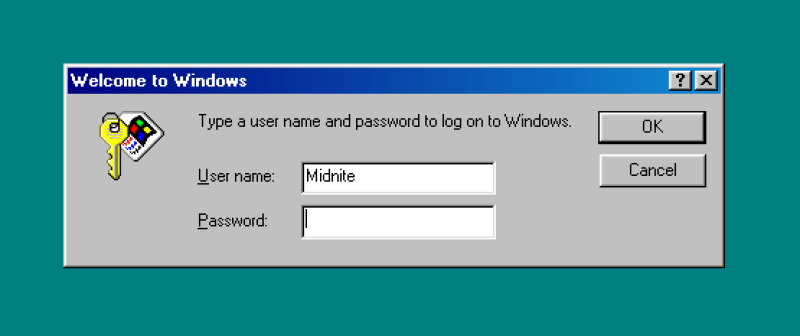 Welcome to Windows
Type a user name and password to log on to Windows.
OK
User name: Midnite
Cancel
Password: